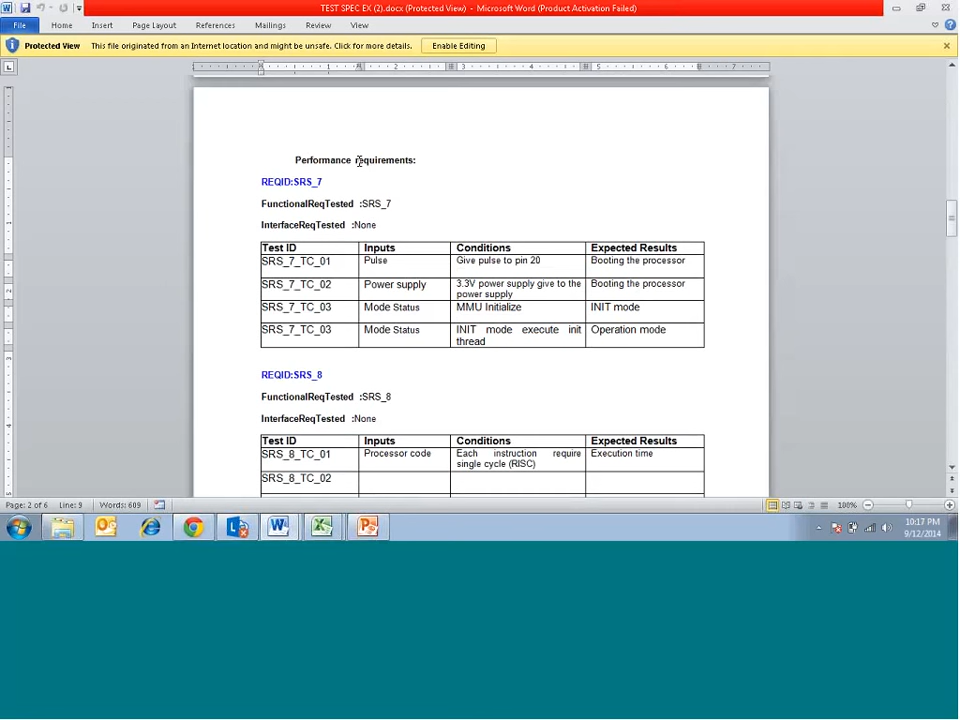 TEST SPEC EX (2).docx (Protected View) - Microsoft Word (Product Activation Failed)
File Home Insert Page Layout References Mailings Review View
Protected View This file originated from an Internet location and might be unsafe. Click for more details. Enable Editing
1 2 3 4 5 6 7
Performance requirements:
REQID:SRS_7
FunctionalReqTested :SRS_7
InterfaceReqTested :None
Test ID Inputs Conditions Expected Results
SRS_7_TC_01 Pulse Give pulse to pin 20 Booting the processor
SRS_7_TC_02 Power supply 3.3V power supply give to the power supply Booting the processor
SRS_7_TC_03 Mode Status MMU Initialize INIT mode
SRS_7_TC_03 Mode Status INIT mode execute init thread Operation mode
REQID:SRS_8
FunctionalReqTested :SRS_8
InterfaceReqTested :None
Test ID Inputs Conditions Expected Results
SRS_8_TC_01 Processor code Each instruction require single cycle (RISC) Execution time
SRS_8_TC_02
Page: 2 of 6 Line: 9 Words: 609 100%
10:17 PM
9/12/2014